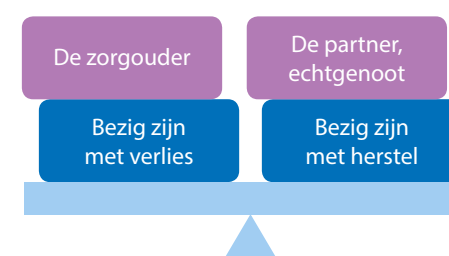 De zorgouder
De partner,
echtgenoot
Bezig zijn
met verlies
Bezig zijn
met herstel